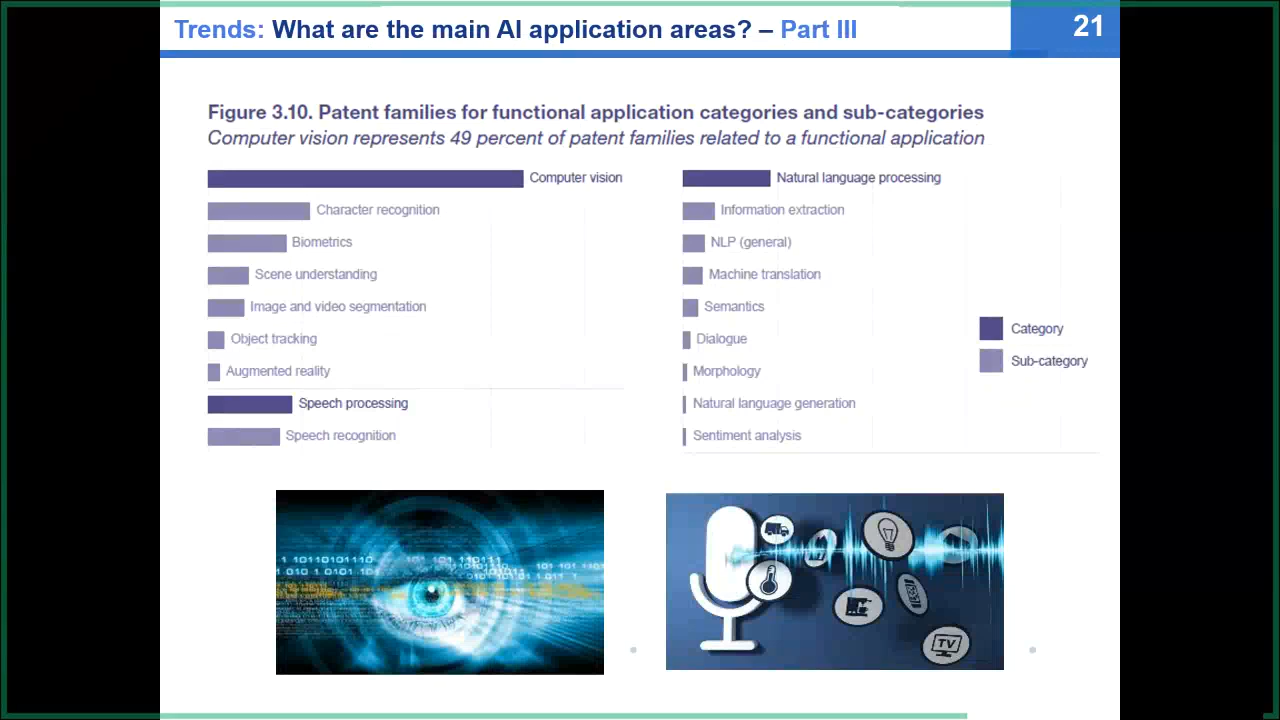 Trends: What are the main AI application areas? – Part III
21
Figure 3.10. Patent families for functional application categories and sub-categories
Computer vision represents 49 percent of patent families related to a functional application
Computer vision
Character recognition
Biometrics
Scene understanding
Image and video segmentation
Object tracking
Augmented reality
Speech processing
Speech recognition
Natural language processing
Information extraction
NLP (general)
Machine translation
Semantics
Dialogue
Morphology
Natural language generation
Sentiment analysis
Category
Sub-category
TV